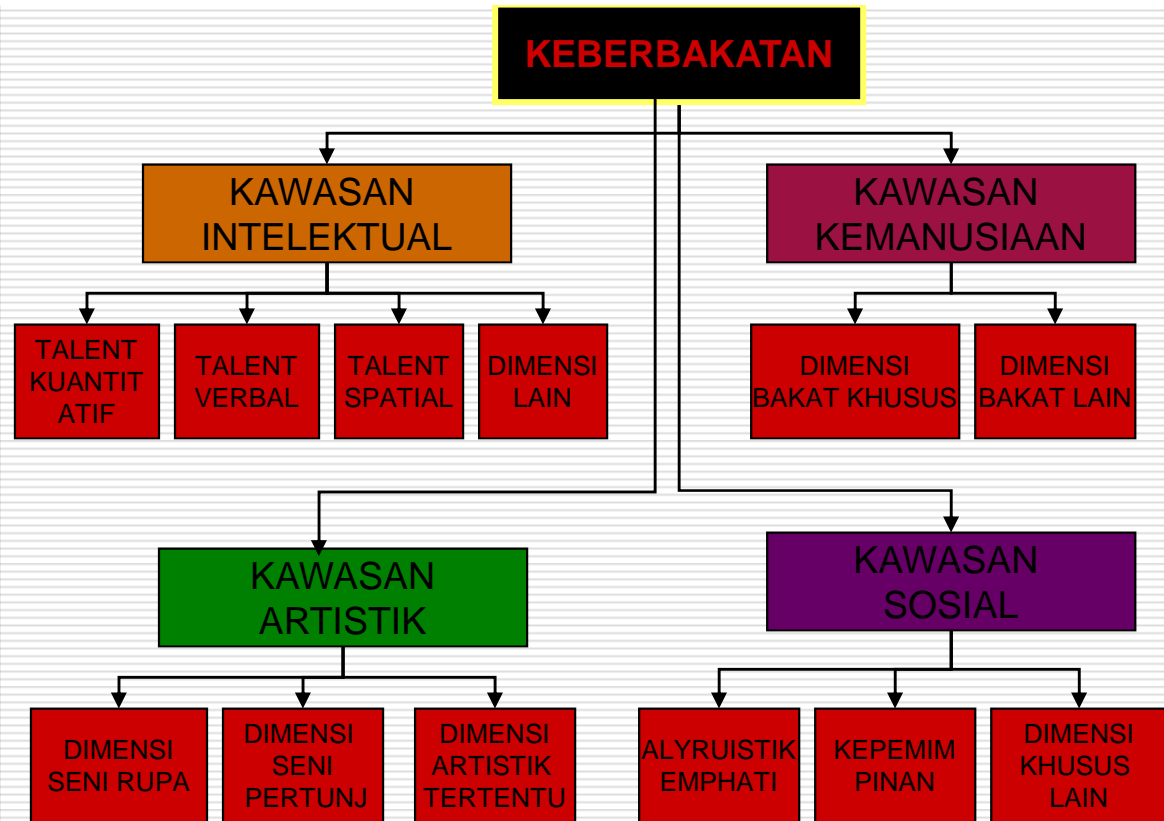 KEBERBAKATAN
KAWASAN
INTELEKTUAL
KAWASAN
KEMANUSIAAN
TALENT
KUANTIT
ATIF
TALENT
VERBAL
TALENT
SPATIAL
DIMENSI
LAIN
DIMENSI
BAKAT KHUSUS
DIMENSI
BAKAT LAIN
KAWASAN
ARTISTIK
KAWASAN
SOSIAL
DIMENSI
SENI RUPA
DIMENSI
SENI
PERTUNJ
DIMENSI
ARTISTIK
TERTENTU
ALYRUISTIK
EMPHATI
KEPEMIM
PINAN
DIMENSI
KHUSUS
LAIN